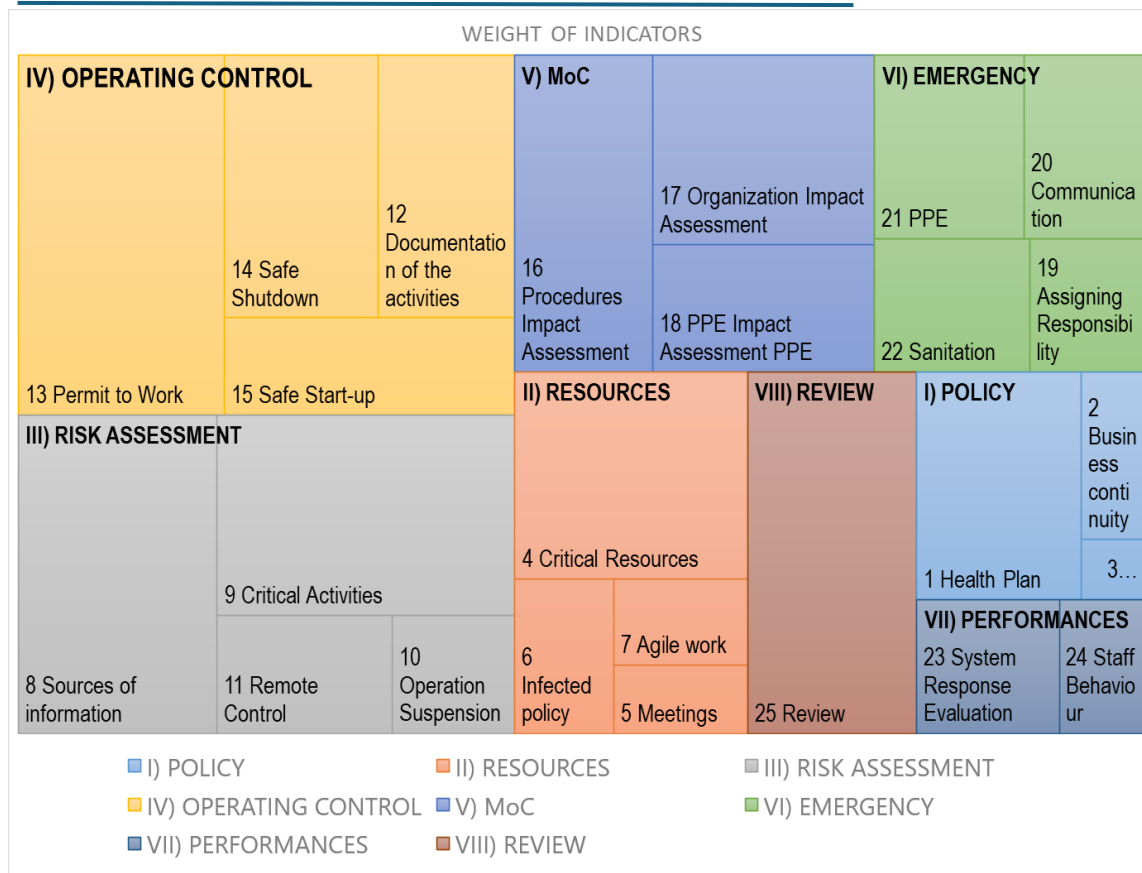 WEIGHT OF INDICATORS
IV) OPERATING CONTROL
13 Permit to Work
14 Safe
Shutdown
12
Documentatio
n of the
activities
15 Safe Start-up
V) MoC
16
Procedures
Impact
Assessment
17 Organization Impact
Assessment
18 PPE Impact
Assessment PPE
VI) EMERGENCY
21 PPE
20
Communica
tion
22 Sanitation
19
Assigning
Responsibi
lity
III) RISK ASSESSMENT
8 Sources of
information
9 Critical Activities
11 Remote
Control
10
Operation
Suspension
II) RESOURCES
4 Critical Resources
6
Infected
policy
7 Agile work
5 Meetings
VIII) REVIEW
25 Review
I) POLICY
1 Health Plan
2
Busin
ess
conti
nuity
3...
VII) PERFORMANCES
23 System
Response
Evaluation
24 Staff
Behavio
ur
I) POLICY
II) RESOURCES
III) RISK ASSESSMENT
IV) OPERATING CONTROL
V) MoC
VI) EMERGENCY
VII) PERFORMANCES
VIII) REVIEW